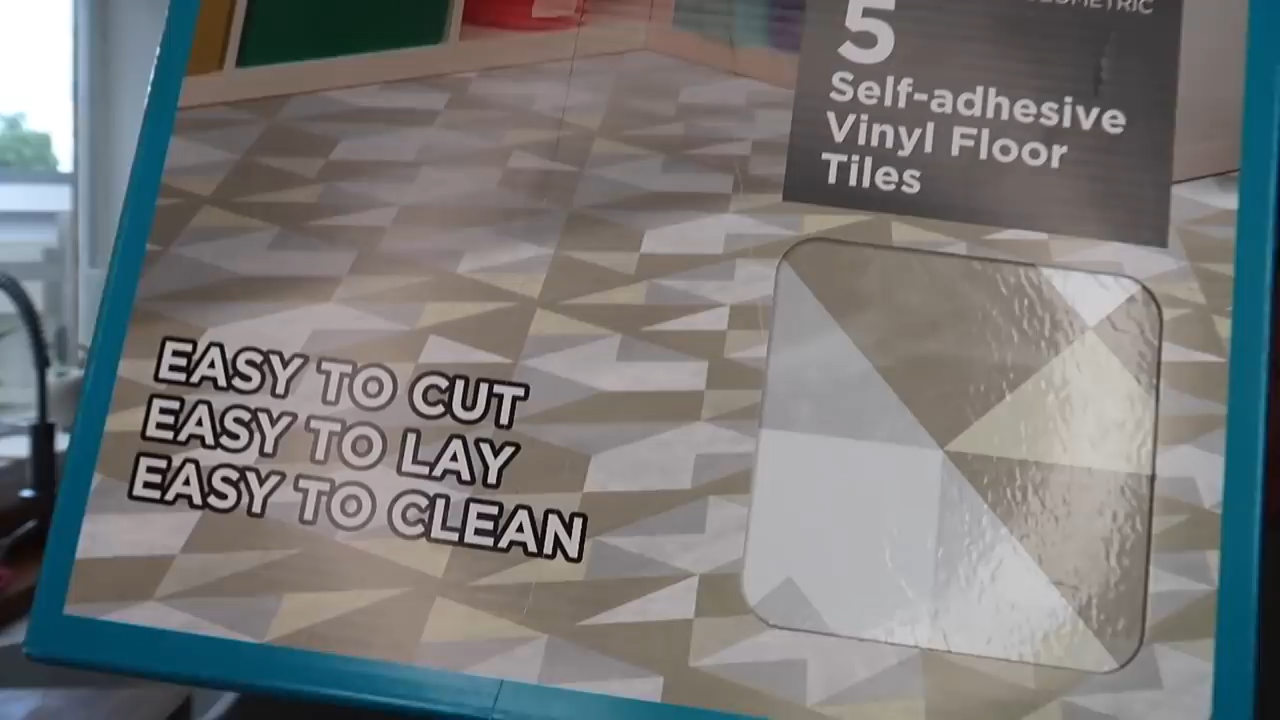 5
Self-adhesive
Vinyl Floor
Tiles
EASY TO CUT
EASY TO LAY
EASY TO CLEAN